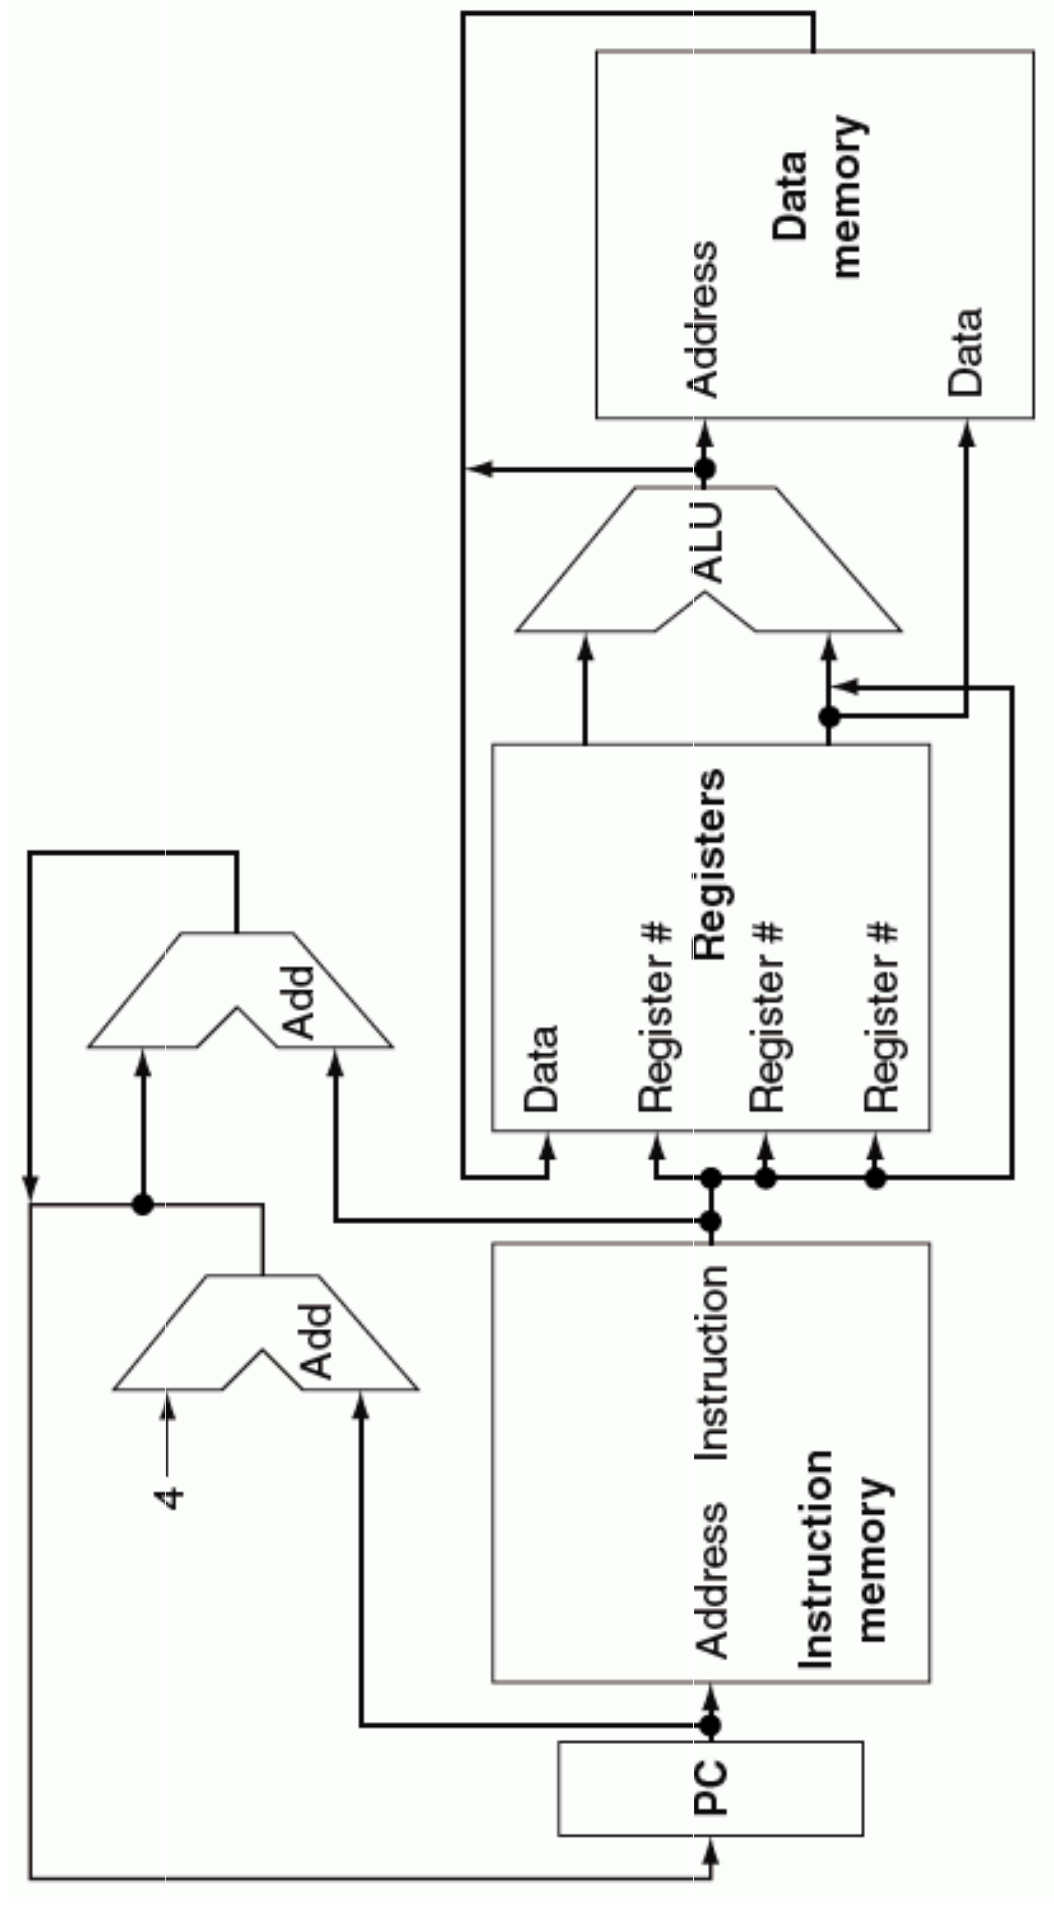 4
Add
Add
PC
Address
Instruction
Instruction
memory
Data
Register #
Register #
Register #
Registers
ALU
Address
Data
Data
memory